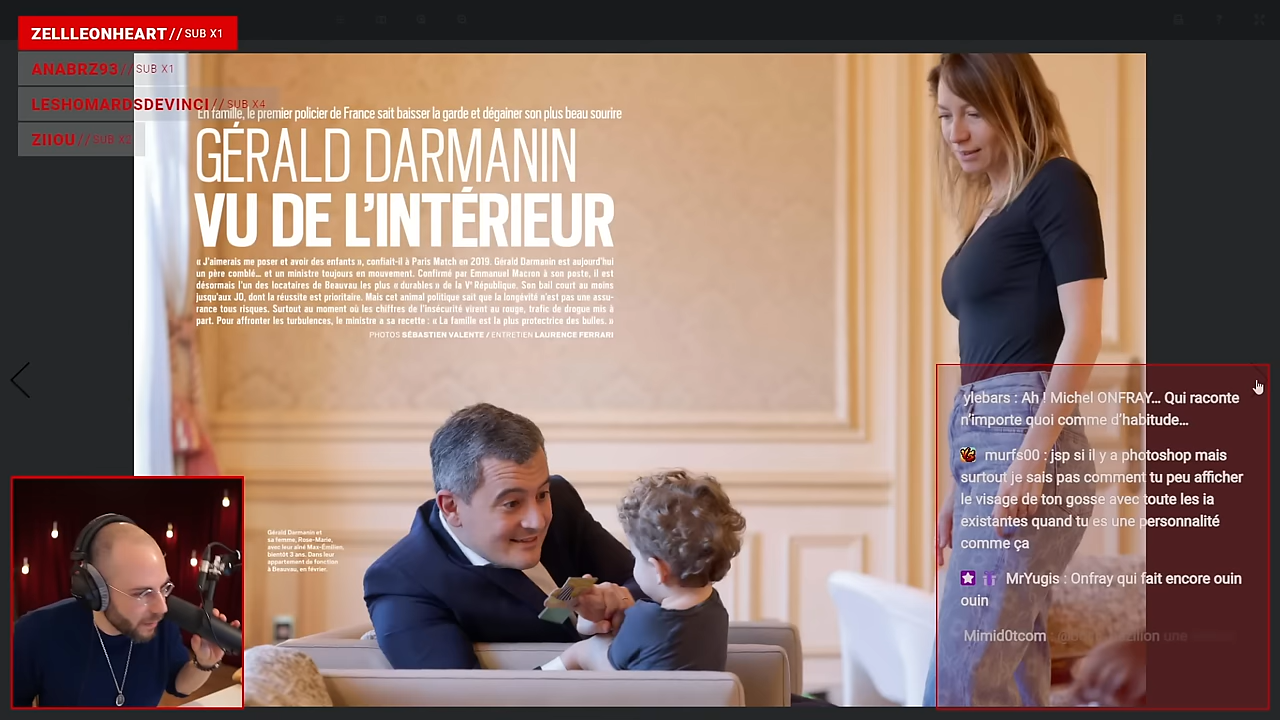 ZELLLEONHEART // SUB X1
ANABRZ93 // SUB X1
LESHOMARDSDEVINCI // SUB X4
ZIIOU // SUB X
En famille, le premier policier de France sait baisser la garde et dégainer son plus beau sourire
GÉRALD DARMANIN
VU DE L'INTÉRIEUR
« J'aimerais me poser et avoir des enfants », confiait-il à Paris Match en 2019. Gérald Darmanin est aujourd'hui
un père comblé... et un ministre toujours en mouvement. Confirmé par Emmanuel Macron à son poste, il est
désormais l'un des locataires de Beauvau les plus « durables » de la Ve République. Son bail court au moins
jusqu'aux JO, dont la réussite est prioritaire. Mais cet animal politique sait que la longévité n'est pas une assu-
rance tous risques. Surtout au moment où les chiffres de l'insécurité virent au rouge, trafic de drogue mis à
part. Pour affronter les turbulences, le ministre a sa recette : « La famille est la plus protectrice des bulles. »
PHOTOS SÉBASTIEN VALENTE / ENTRETIEN LAURENCE FERRARI
ylebars : Ah ! Michel ONFRAY... Qui raconte
n'importe quoi comme d'habitude...
murfs00 : jsp si il y a photoshop mais
surtout je sais pas comment tu peu afficher
le visage de ton gosse avec toute les ia
existantes quand tu es une personnalité
comme ça
MrYugis : Onfray qui fait encore ouin
ouin
Mimid0tcom : une
Gérald Darmanin et
sa femme, Rose-Marie,
avec leur aîné Max-Émilien,
bientôt 3 ans. Dans leur
appartement de fonction
à Beauvau, en février.